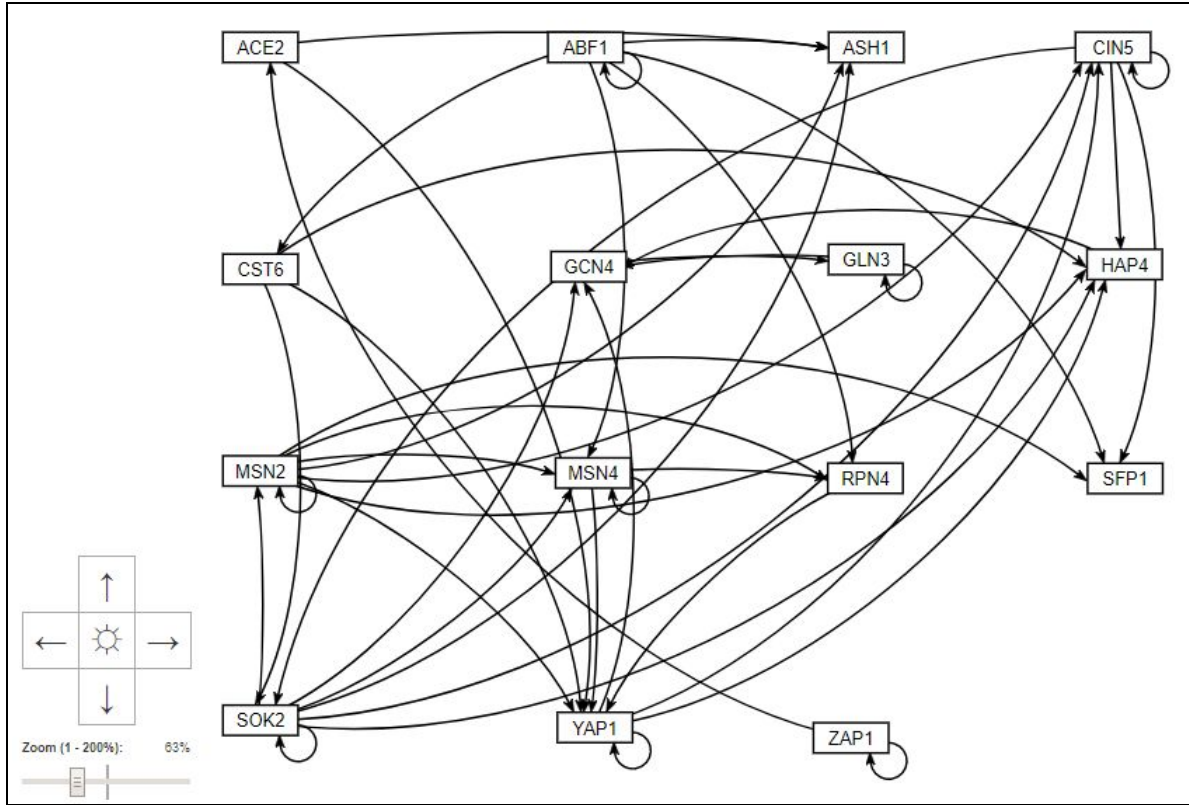 ACE2
ABF1
ASH1
CIN5
CST6
GCN4
GLN3
HAP4
MSN2
MSN4
RPN4
SFP1
SOK2
YAP1
ZAP1
Zoom (1 - 200%): 63%